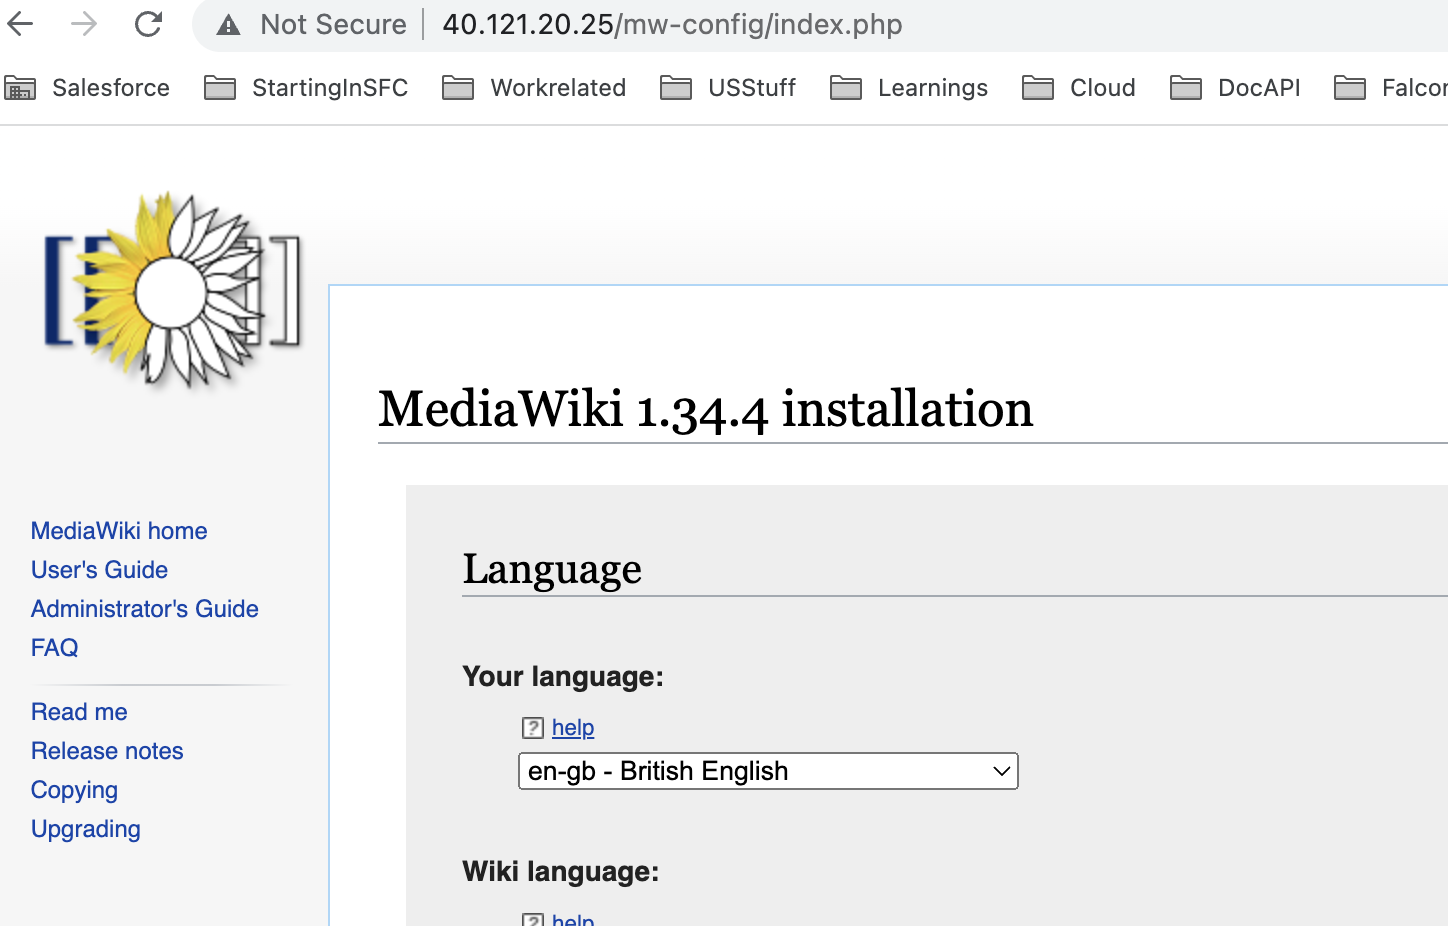 Not Secure 40.121.20.25/mw-config/index.php
Salesforce StartingInSFC Workrelated USStuff Learnings Cloud DocAPI Falcor
MediaWiki 1.34.4 installation
MediaWiki home
User's Guide
Administrator's Guide
FAQ
Read me
Release notes
Copying
Upgrading
Language
Your language:
? help
en-gb - British English
Wiki language:
? help